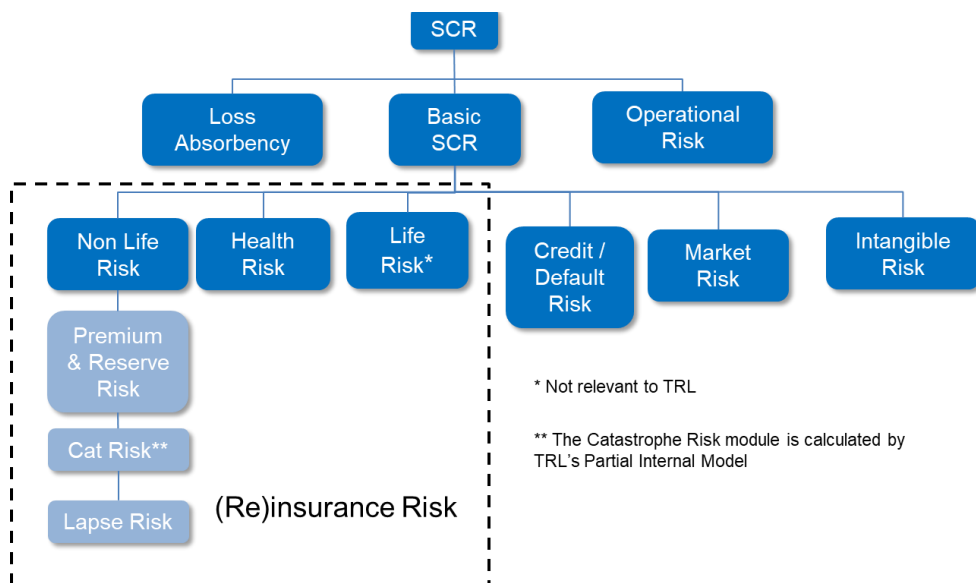 SCR
Loss
Absorbency
Basic
SCR
Operational
Risk
Non Life
Risk
Health
Risk
Life
Risk*
Credit /
Default
Risk
Market
Risk
Intangible
Risk
Premium
& Reserve
Risk
Cat Risk**
Lapse Risk
(Re)insurance Risk
* Not relevant to TRL
** The Catastrophe Risk module is calculated by
TRL's Partial Internal Model